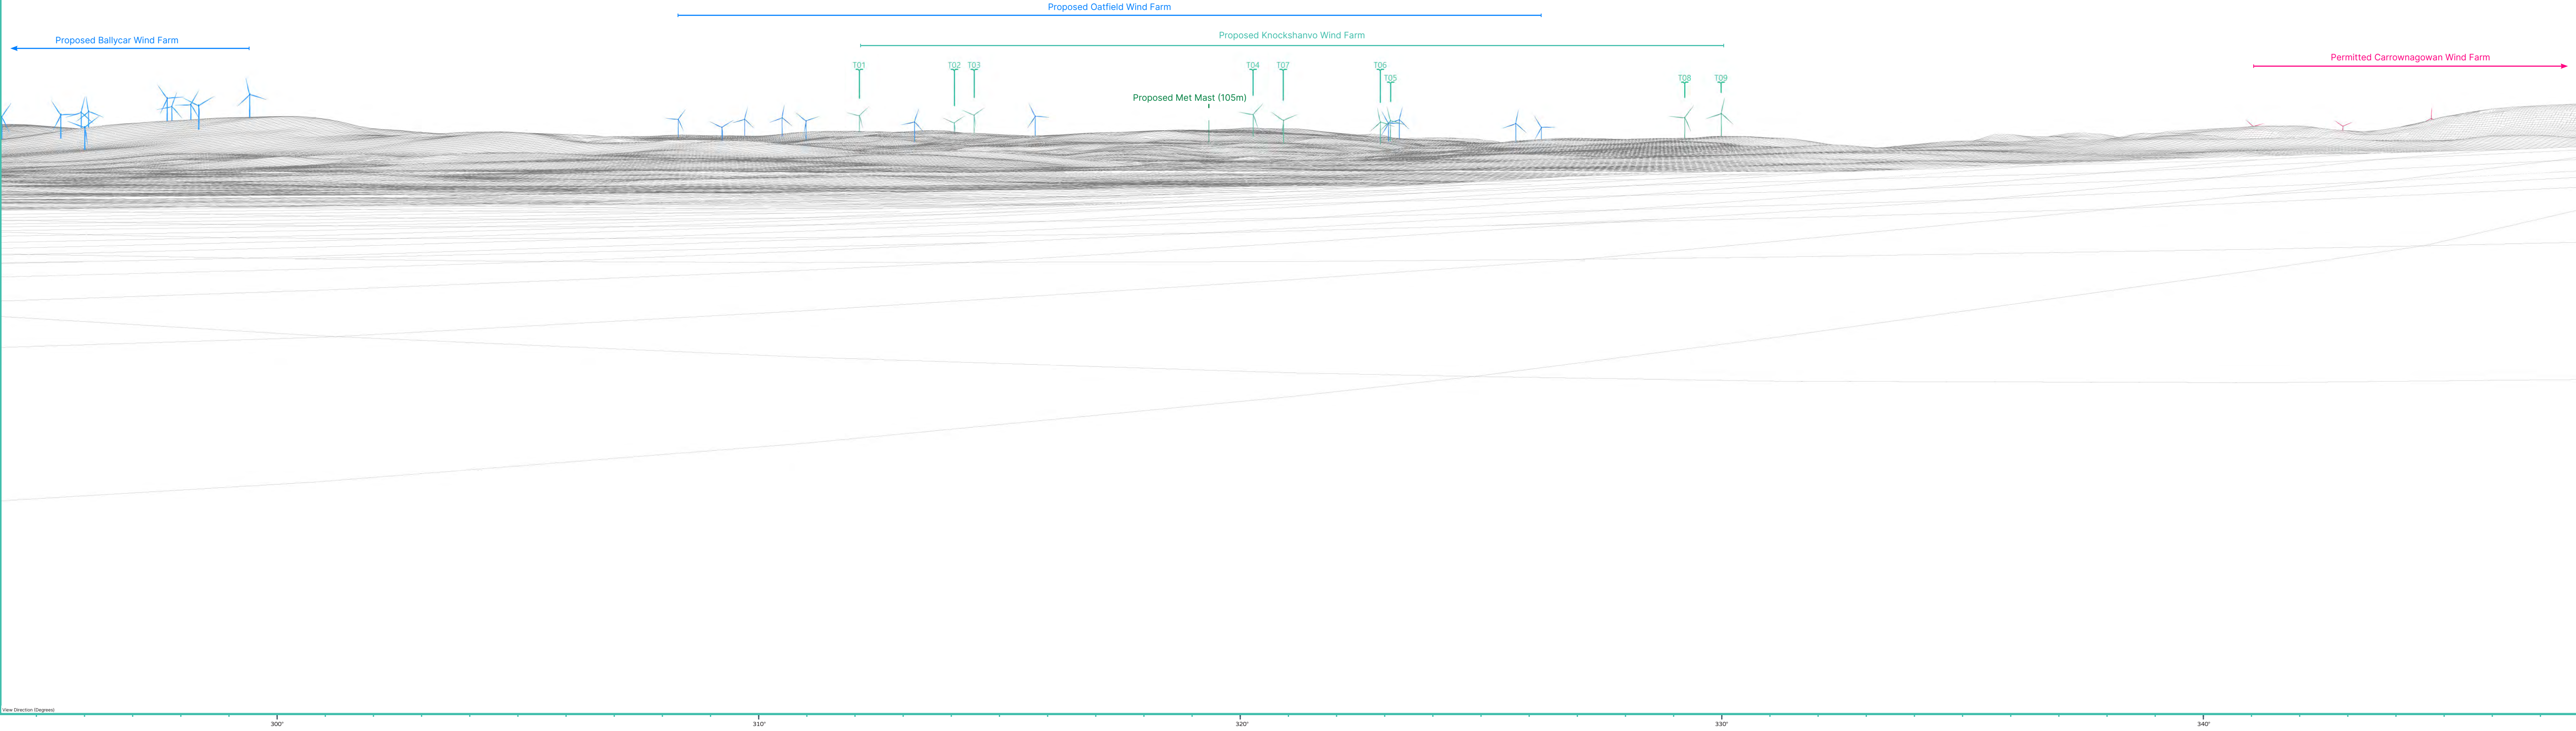 Proposed Oatfield Wind Farm
Proposed Knockshanvo Wind Farm
Proposed Ballycar Wind Farm
Permitted Carrownagowan Wind Farm
T01
T02
T03
T04
T07
T06
T05
T08
T09
Proposed Met Mast (105m)
View Direction (Degrees)
300°
310°
320°
330°
340°